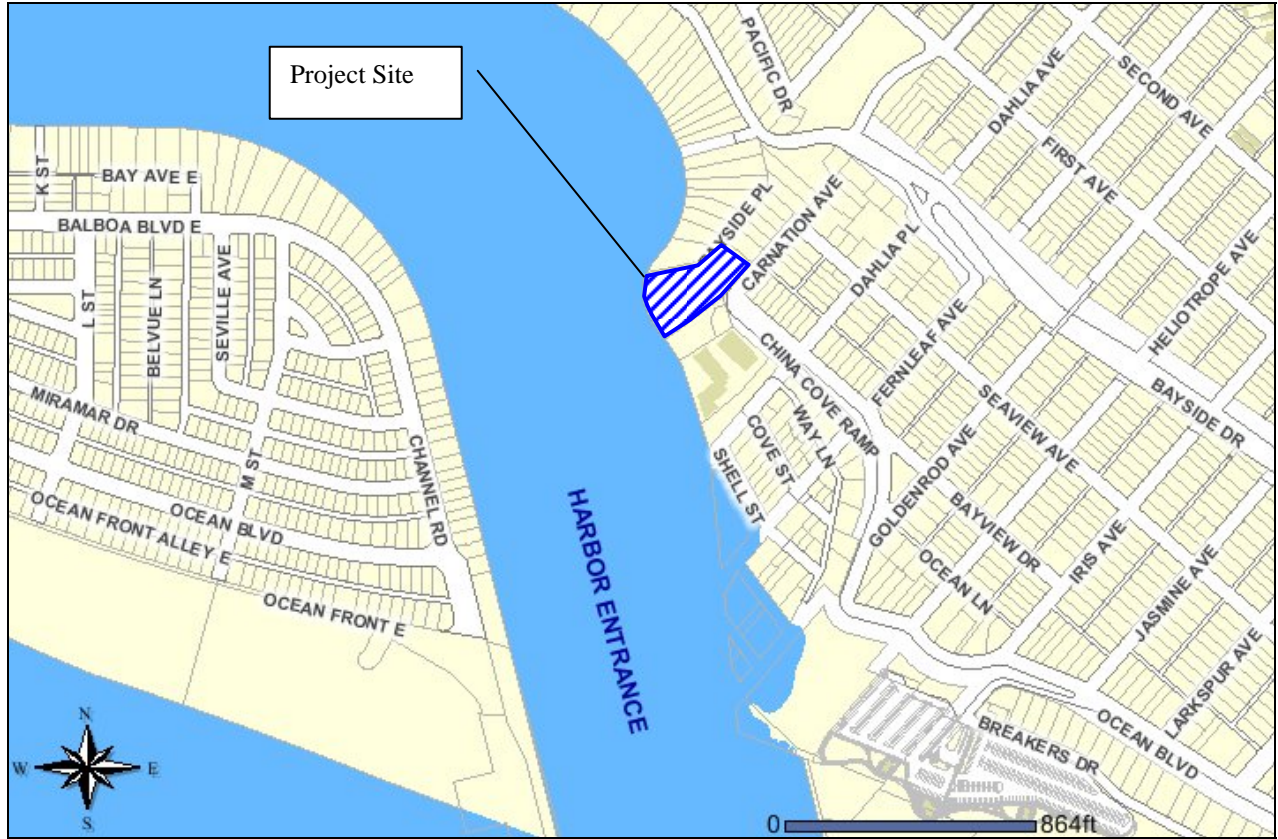 Project Site
PACIFIC DR
DAHLIA AVE
SECOND AVE
FIRST AVE
K ST
BAY AVE E
BALBOA BLVD E
L ST
BELVUE LN
SEVILLE AVE
MIRAMAR DR
M ST
CHANNEL RD
OCEAN BLVD
OCEAN FRONT ALLEY E
OCEAN FRONT E
HARBOR ENTRANCE
AYSIDE PL
CARNATION AVE
DAHLIA PL
HELIOTROPE AVE
CHINA COVE RAMP
FERNLEAF AVE
SEAVIEW AVE
BAYSIDE DR
COVE ST
WAY LN
SHELL ST
GOLDENROD AVE
BAYVIEW DR
OCEAN LN
IRIS AVE
JASMINE AVE
LARKSPUR AVE
OCEAN BLVD
BREAKERS DR
N
W
E
S
0
864ft